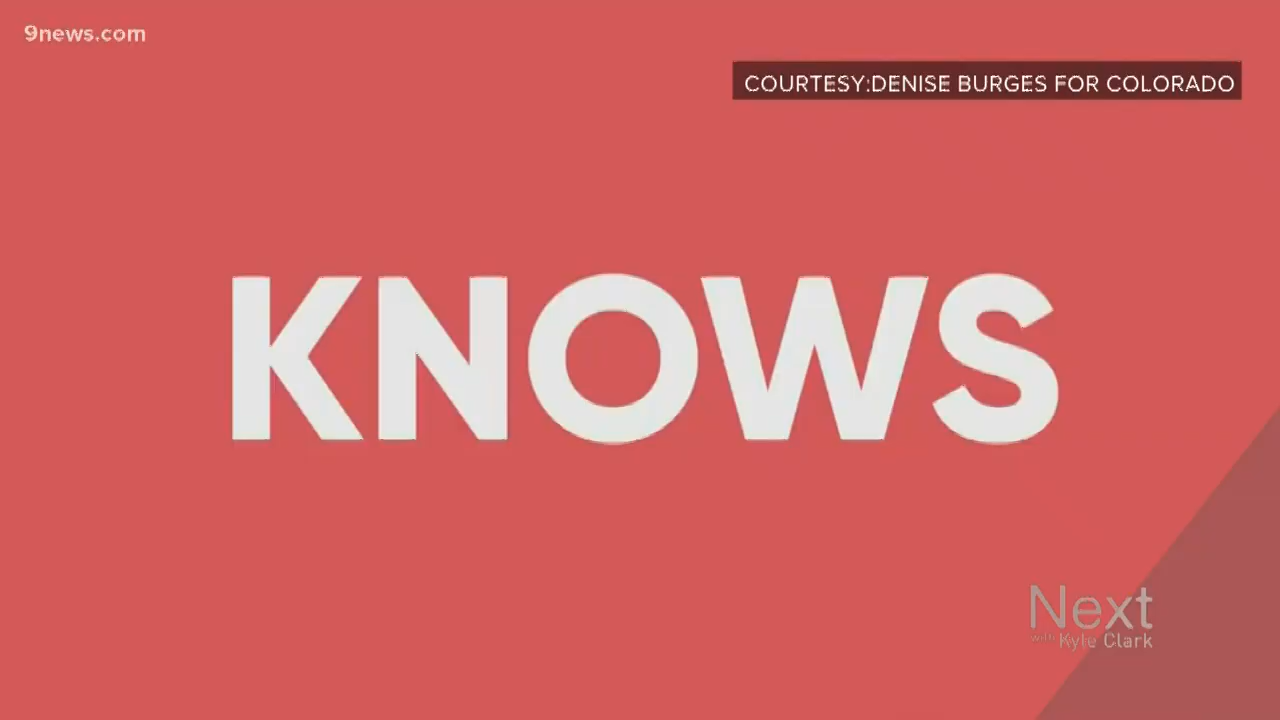 9news.com
COURTESY:DENISE BURGES FOR COLORADO
KNOWS
Next
with Kyle Clark